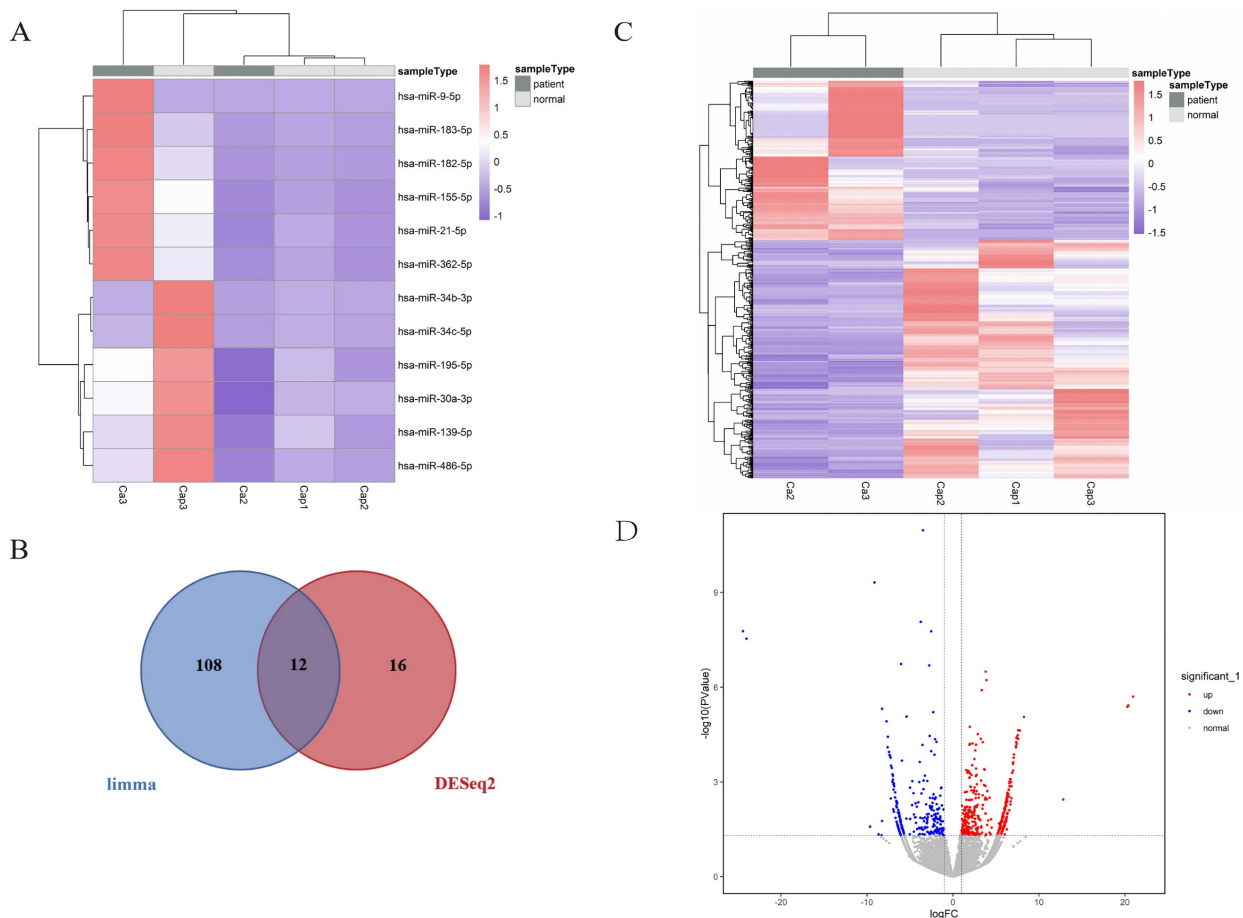 A
sampleType
hsa-miR-9-5p
hsa-miR-183-5p
hsa-miR-182-5p
hsa-miR-155-5p
hsa-miR-21-5p
hsa-miR-362-5p
hsa-miR-34b-3p
hsa-miR-34c-5p
hsa-miR-195-5p
hsa-miR-30a-3p
hsa-miR-139-5p
hsa-miR-486-5p
Ca3 Cap3 Ca2 Cap1 Cap2
1.5
1
0.5
0
-0.5
-1
sampleType
patient
normal
B
108 12 16
limma DESeq2
C
sampleType
1.5
1
0.5
0
-0.5
-1
-1.5
sampleType
patient
normal
Ca2 Ca3 Cap2 Cap1 Cap3
D
-log10(PValue)
9
6
3
0
-20 -10 0 10 20
logFC
significant_1
up
down
normal